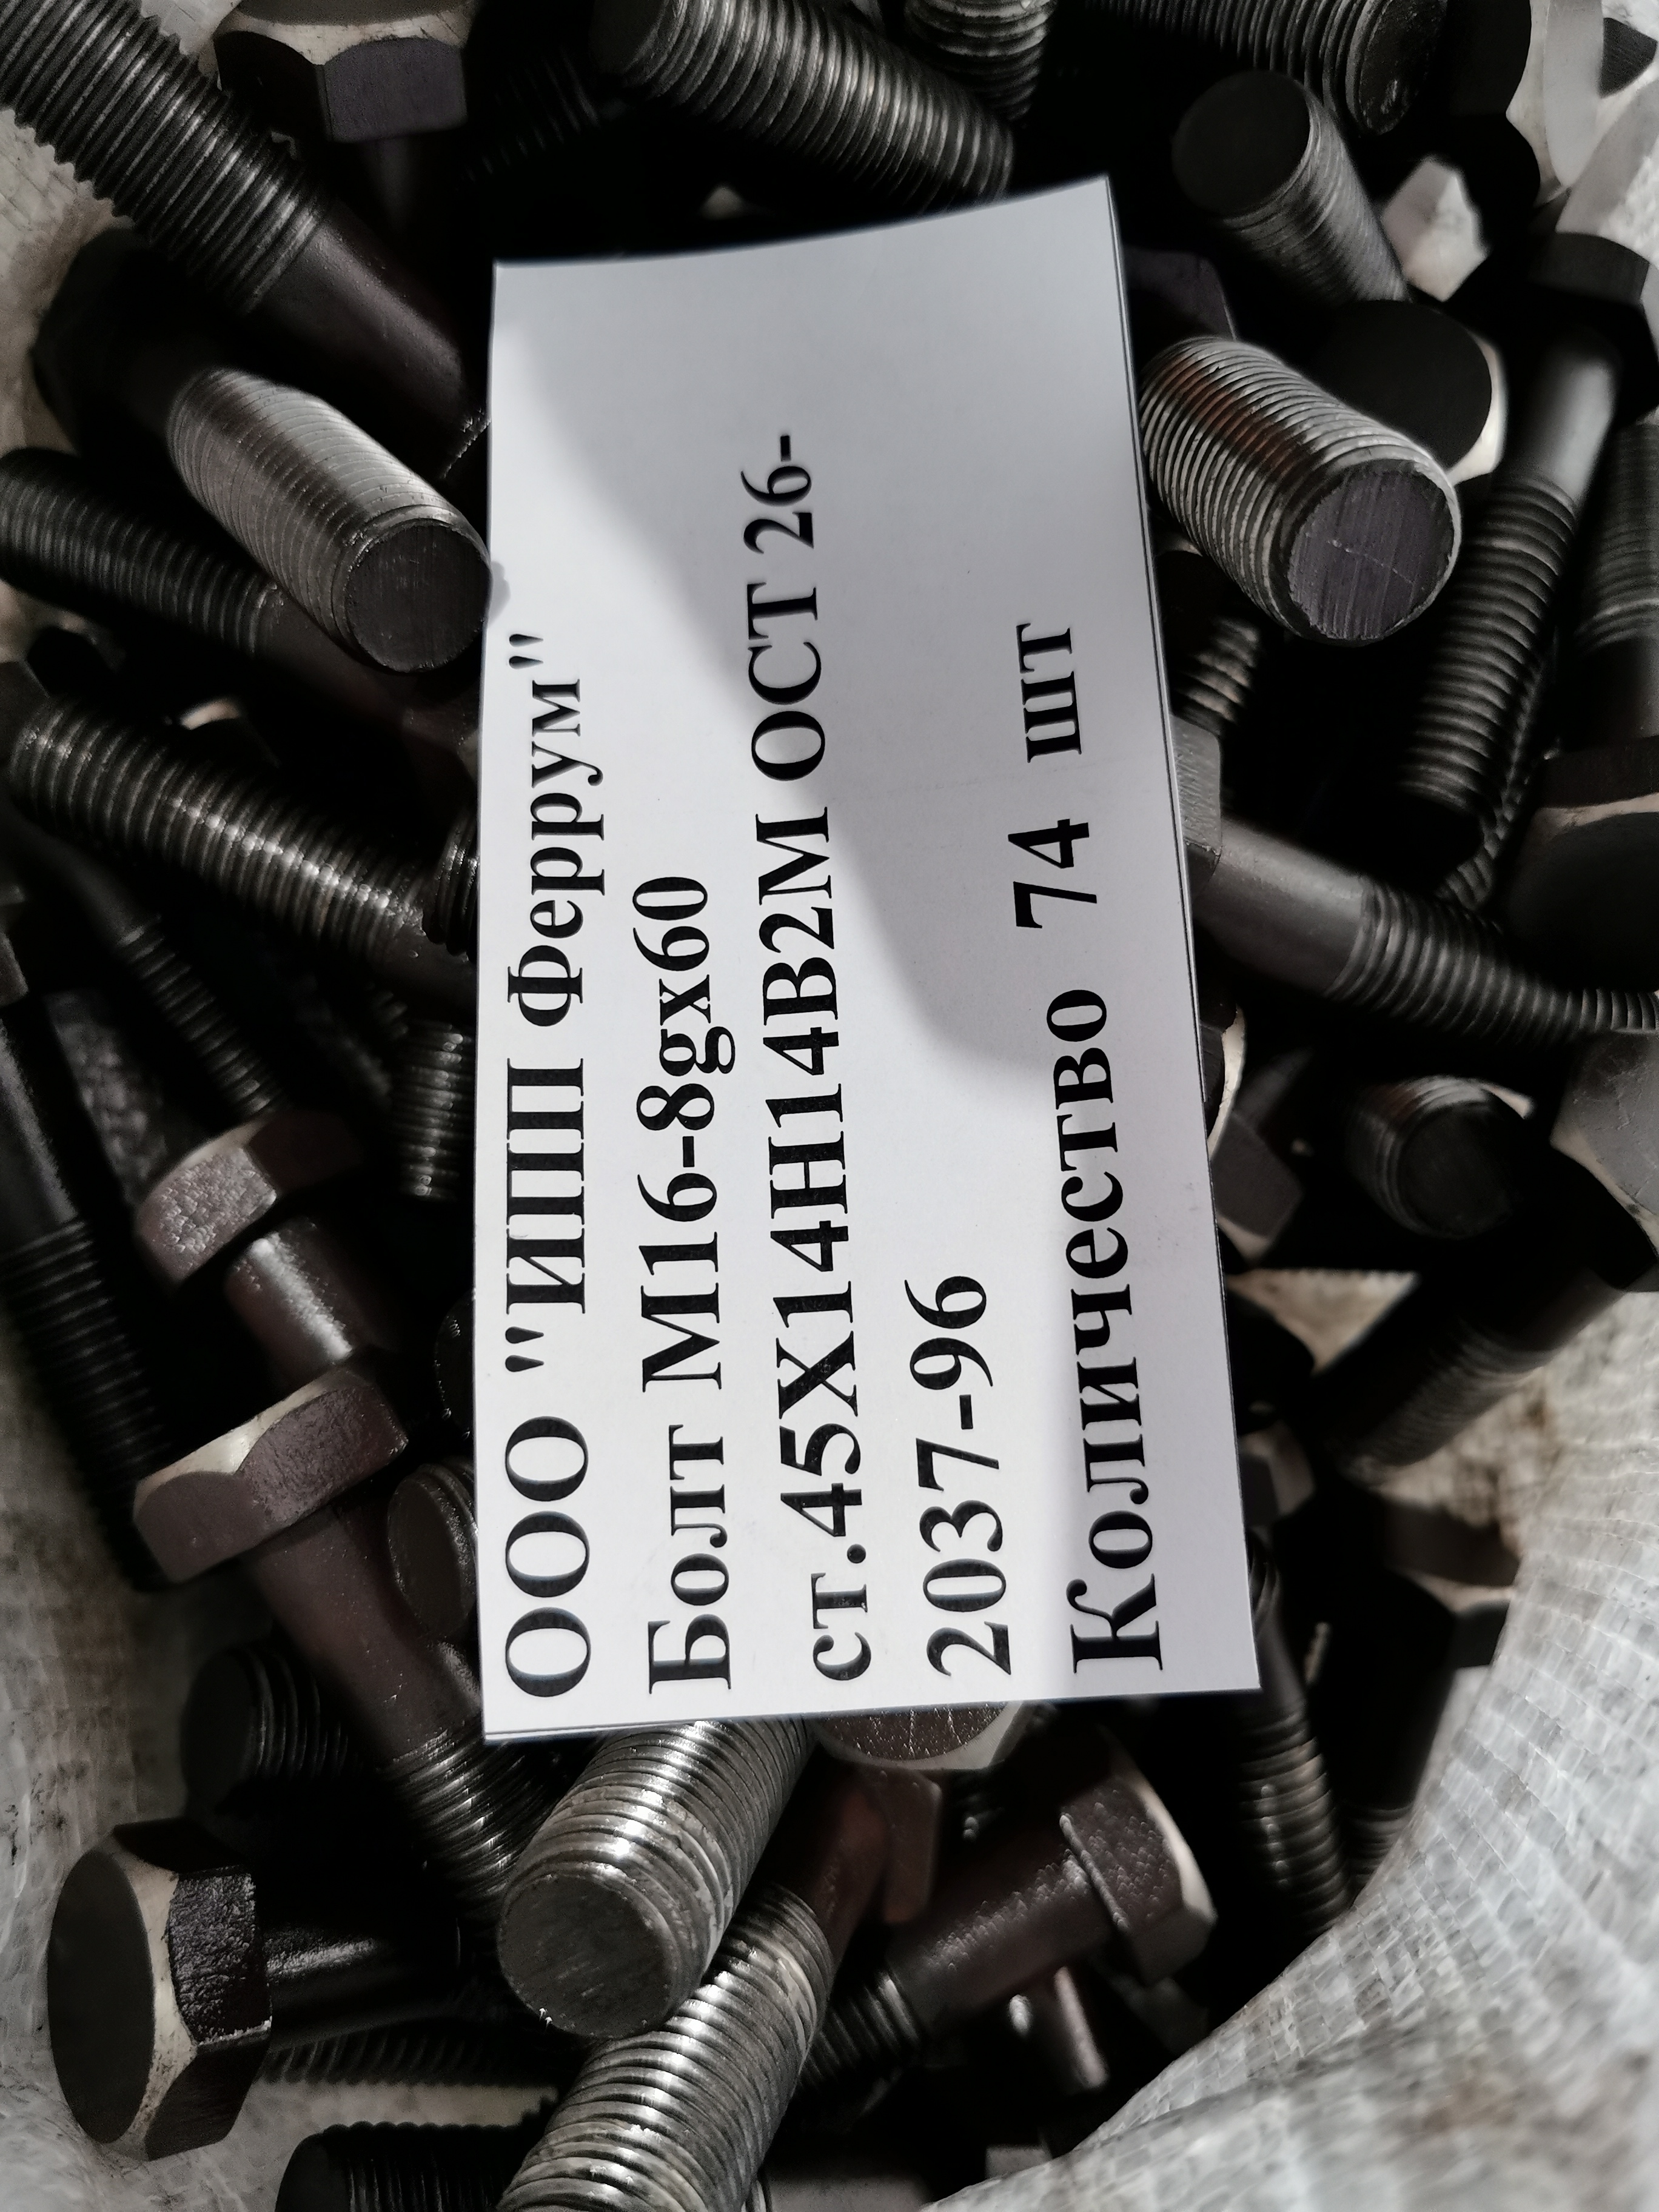 ООО "ИПП Феррум"
Болт М16-8gх60
ст.45Х14Н14В2М ОСТ 26-
2037-96
Количество 74 шт